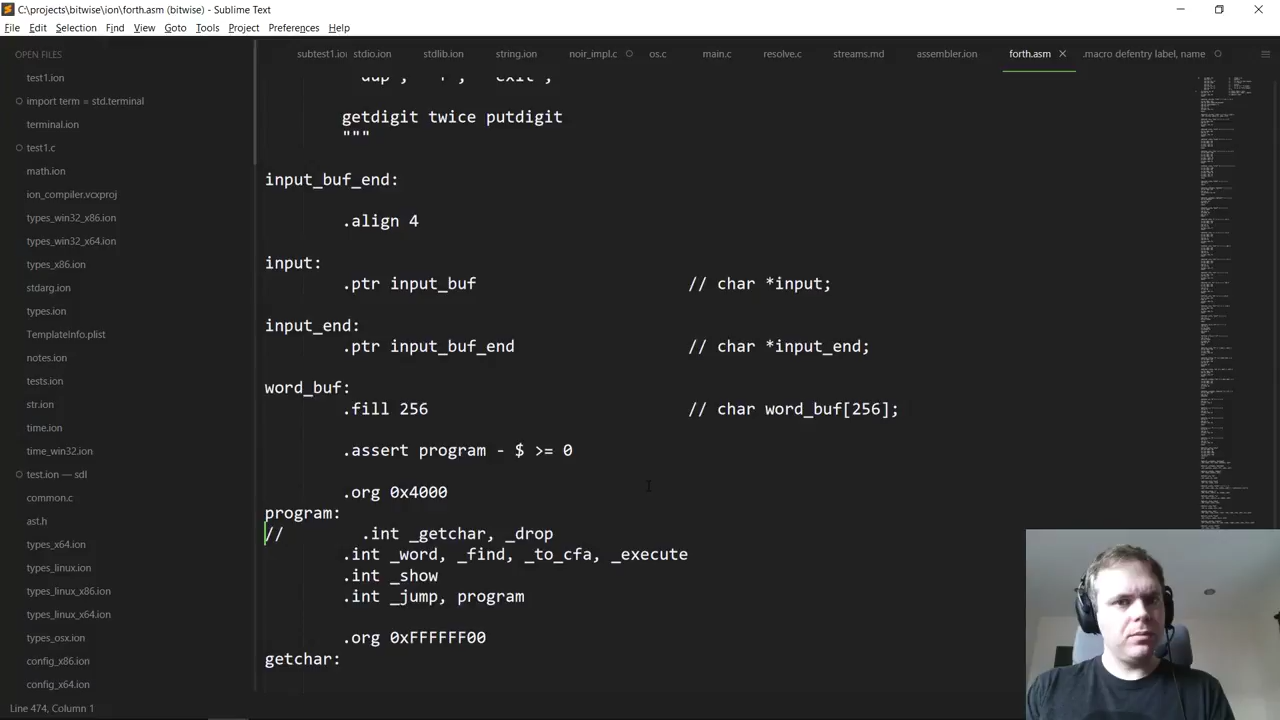 C:\projects\bitwise\ion\forth.asm (bitwise) - Sublime Text
File Edit Selection Find View Goto Tools Project Preferences Help
OPEN FILES
subtest1.ion stdio.ion stdlib.ion string.ion noir_impl.c os.c main.c resolve.c streams.md assembler.ion forth.asm .macro defentry label, name
test1.ion
import term = std.terminal
terminal.ion
test1.c
math.ion
ion_compiler.vcxproj
types_win32_x86.ion
types_win32_x64.ion
types_x86.ion
stdarg.ion
types.ion
TemplateInfo.plist
notes.ion
tests.ion
str.ion
time.ion
time_win32.ion
test.ion — sdl
common.c
ast.h
types_x64.ion
types_linux.ion
types_linux_x86.ion
types_linux_x64.ion
types_osx.ion
config_x86.ion
config_x64.ion
getdigit twice putdigit
"""
input_buf_end:
.align 4
input:
.ptr input_buf // char *input;
input_end:
.ptr input_buf_end // char *input_end;
word_buf:
.fill 256 // char word_buf[256];
.assert program - $ >= 0
.org 0x4000
program:
// .int _getchar, _drop
.int _word, _find, _to_cfa, _execute
.int _show
.int _jump, program
.org 0xFFFFFF00
getchar:
Line 474, Column 1